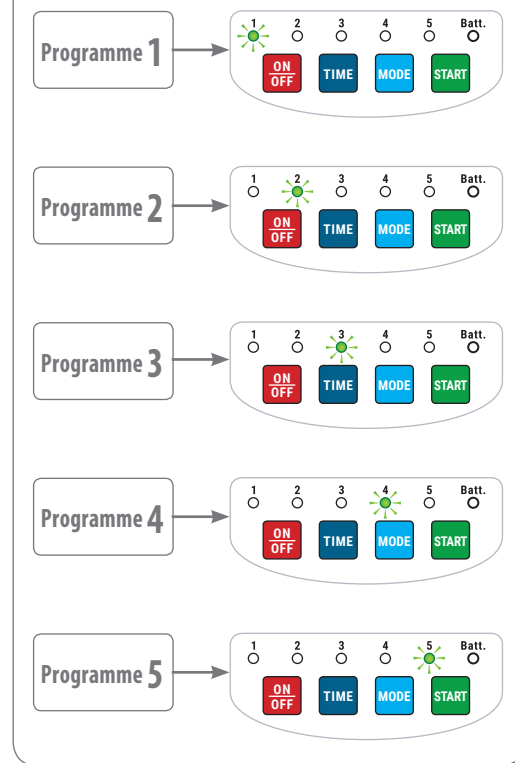 Programme 1
1 2 3 4 5 Batt.
ON
OFF
TIME MODE START
Programme 2
1 2 3 4 5 Batt.
ON
OFF
TIME MODE START
Programme 3
1 2 3 4 5 Batt.
ON
OFF
TIME MODE START
Programme 4
1 2 3 4 5 Batt.
ON
OFF
TIME MODE START
Programme 5
1 2 3 4 5 Batt.
ON
OFF
TIME MODE START